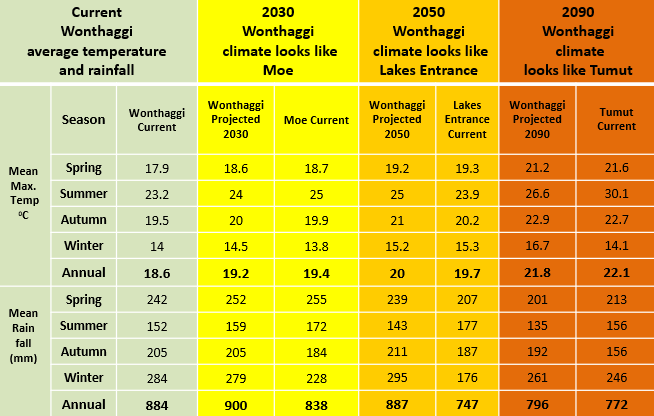 Current
Wonthaggi
average temperature
and rainfall
2030
Wonthaggi
climate looks like
Moe
2050
Wonthaggi
climate looks like
Lakes Entrance
2090
Wonthaggi
climate
looks like Tumut
Mean
Max.
Temp
⁰C
Season
Wonthaggi
Current
Wonthaggi
Projected
2030
Moe Current
Wonthaggi
Projected
2050
Lakes
Entrance
Current
Wonthaggi
Projected
2090
Tumut
Current
Spring 17.9 18.6 18.7 19.2 19.3 21.2 21.6
Summer 23.2 24 25 25 23.9 26.6 30.1
Autumn 19.5 20 19.9 21 20.2 22.9 22.7
Winter 14 14.5 13.8 15.2 15.3 16.7 14.1
Annual 18.6 19.2 19.4 20 19.7 21.8 22.1
Mean
Rain
fall
(mm)
Spring 242 252 255 239 207 201 213
Summer 152 159 172 143 177 135 156
Autumn 205 205 184 211 187 192 156
Winter 284 279 228 295 176 261 246
Annual 884 900 838 887 747 796 772